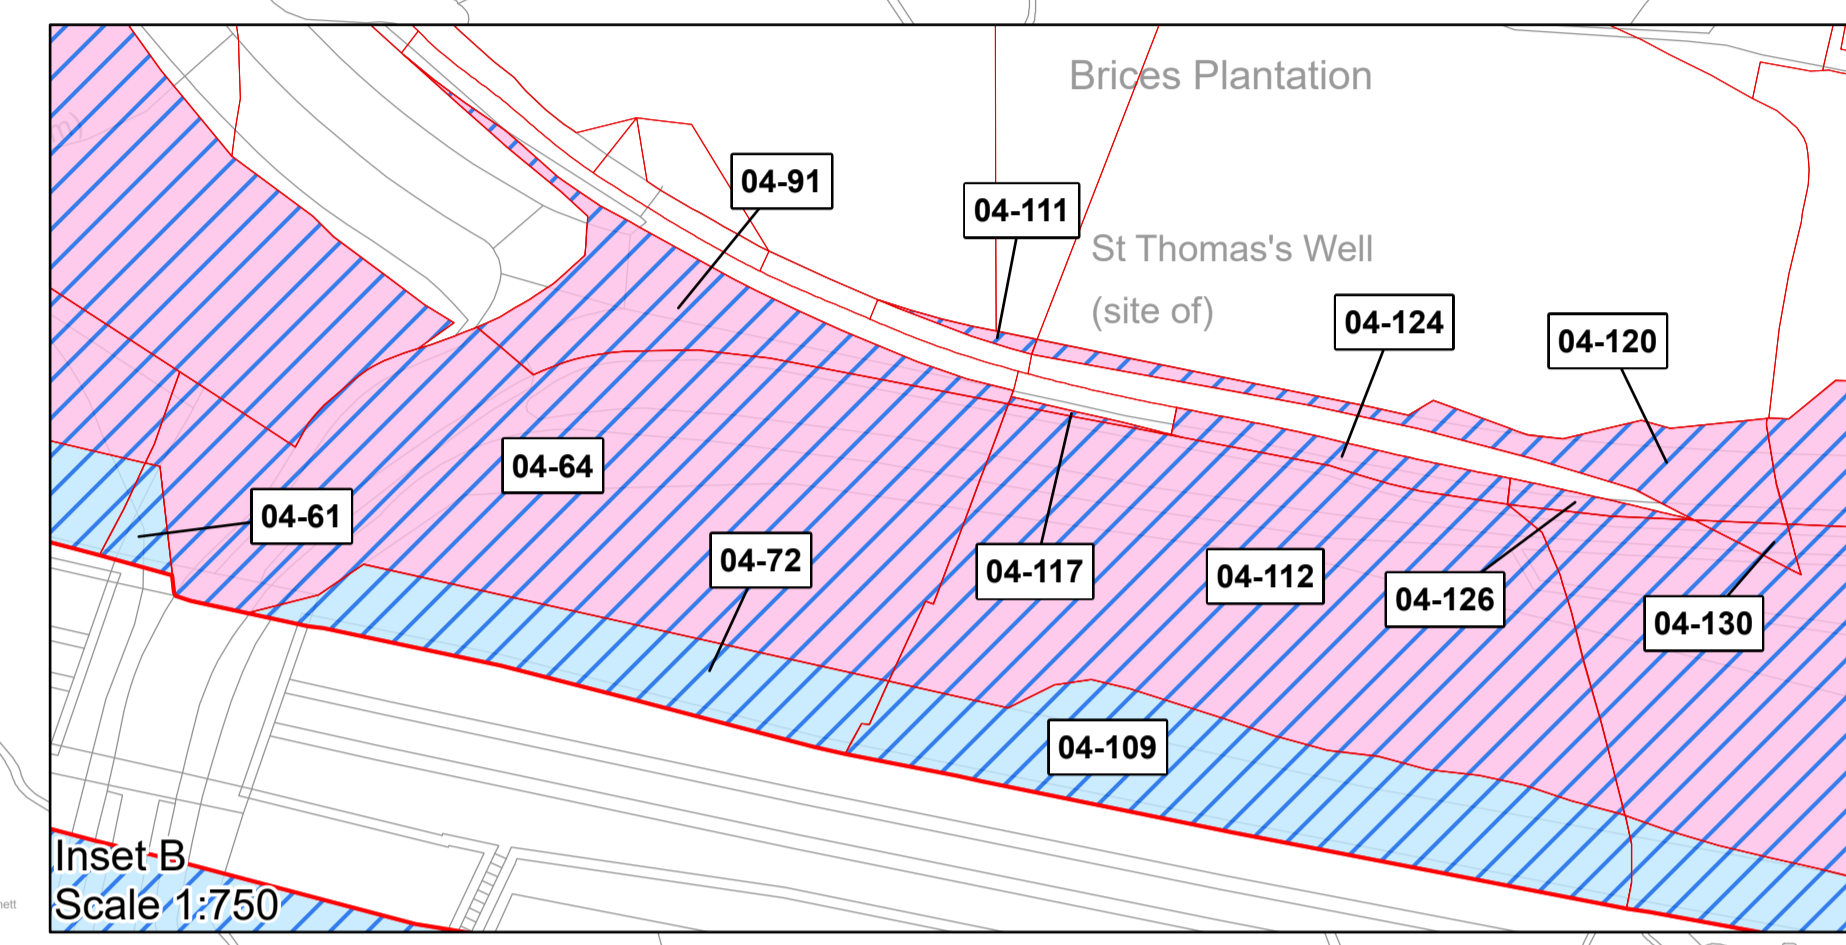 Brices Plantation
m)
04-91
04-111
St Thomas's Well
(site of)
04-124
04-120
04-64
04-61
04-72
04-117
04-112
04-126
04-130
04-109
Inset B
Scale 1:750
nett